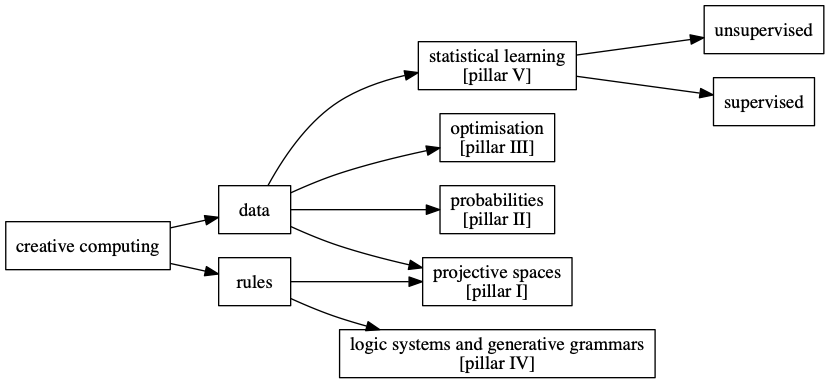 unsupervised
statistical learning
[pillar V]
supervised
optimisation
[pillar III]
probabilities
[pillar II]
data
creative computing
projective spaces
[pillar I]
rules
logic systems and generative grammars
[pillar IV]